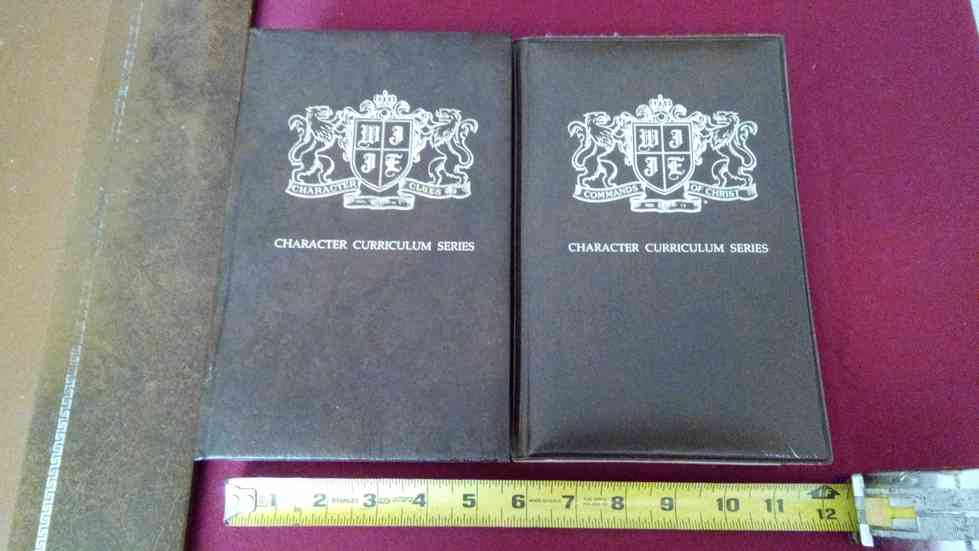 W I
I E
CHARACTER CLUES
CHARACTER CURRICULUM SERIES
W I
I E
COMMANDS OF CHRIST
CHARACTER CURRICULUM SERIES
1 2 STANLEY 3 4 5 6 7 8 9 10 11 12